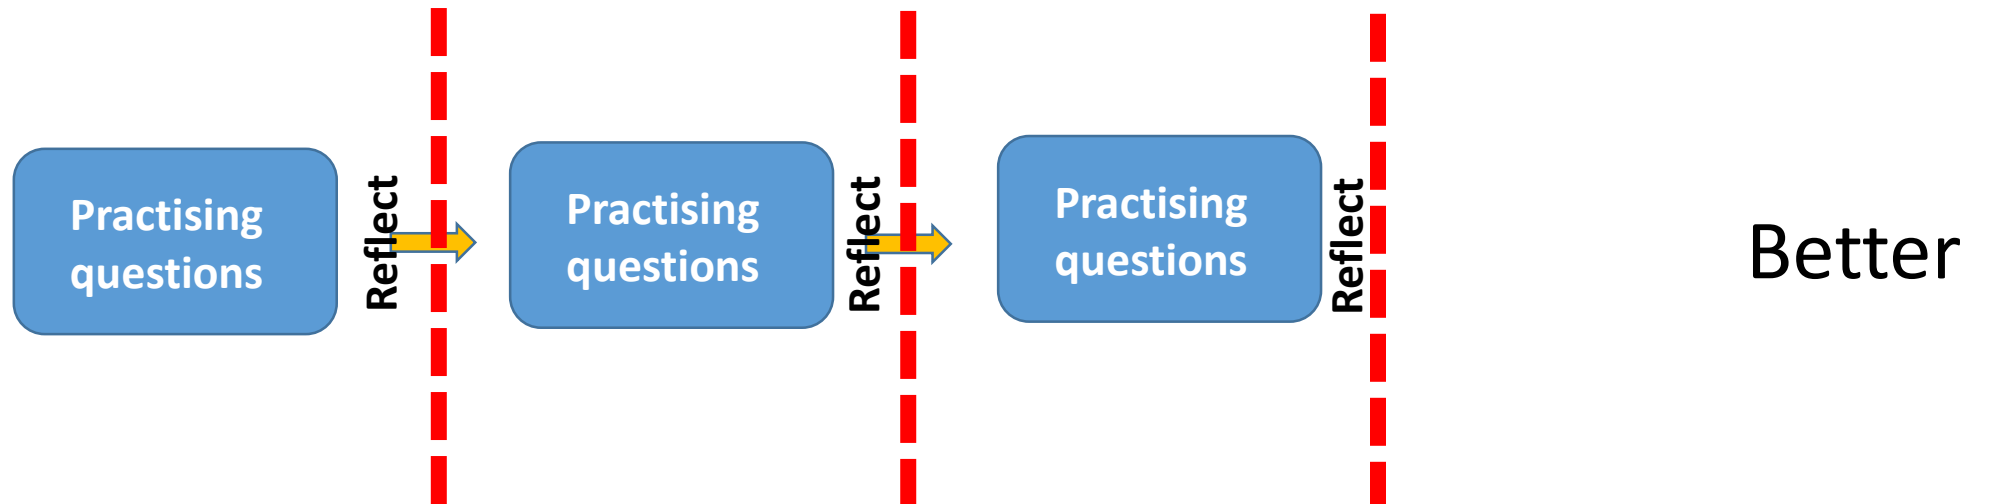 Practising
questions
Reflect
Practising
questions
Reflect
Practising
questions
Reflect
Better